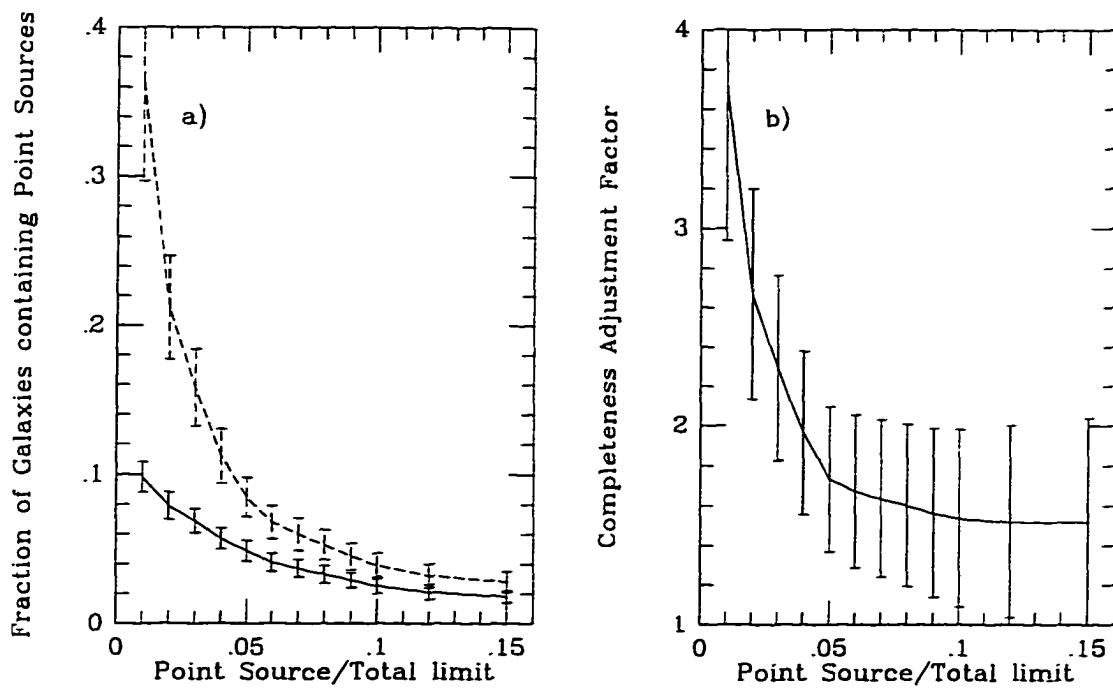 Fraction of Galaxies containing Point Sources
.4
.3
.2
.1
0
a)
0
.05
.1
.15
Point Source/Total limit
Completeness Adjustment Factor
4
3
2
1
b)
0
.05
.1
.15
Point Source/Total limit